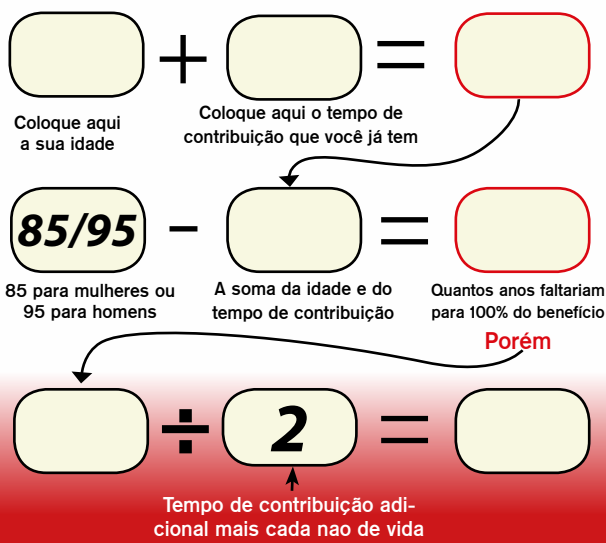 + =
Coloque aqui
a sua idade
Coloque aqui o tempo de
contribuição que você já tem
85/95 - =
85 para mulheres ou
95 para homens
A soma da idade e do
tempo de contribuição
Quantos anos faltariam
para 100% do benefício
Porém
÷ 2 =
Tempo de contribuição adi-
cional mais cada nao de vida